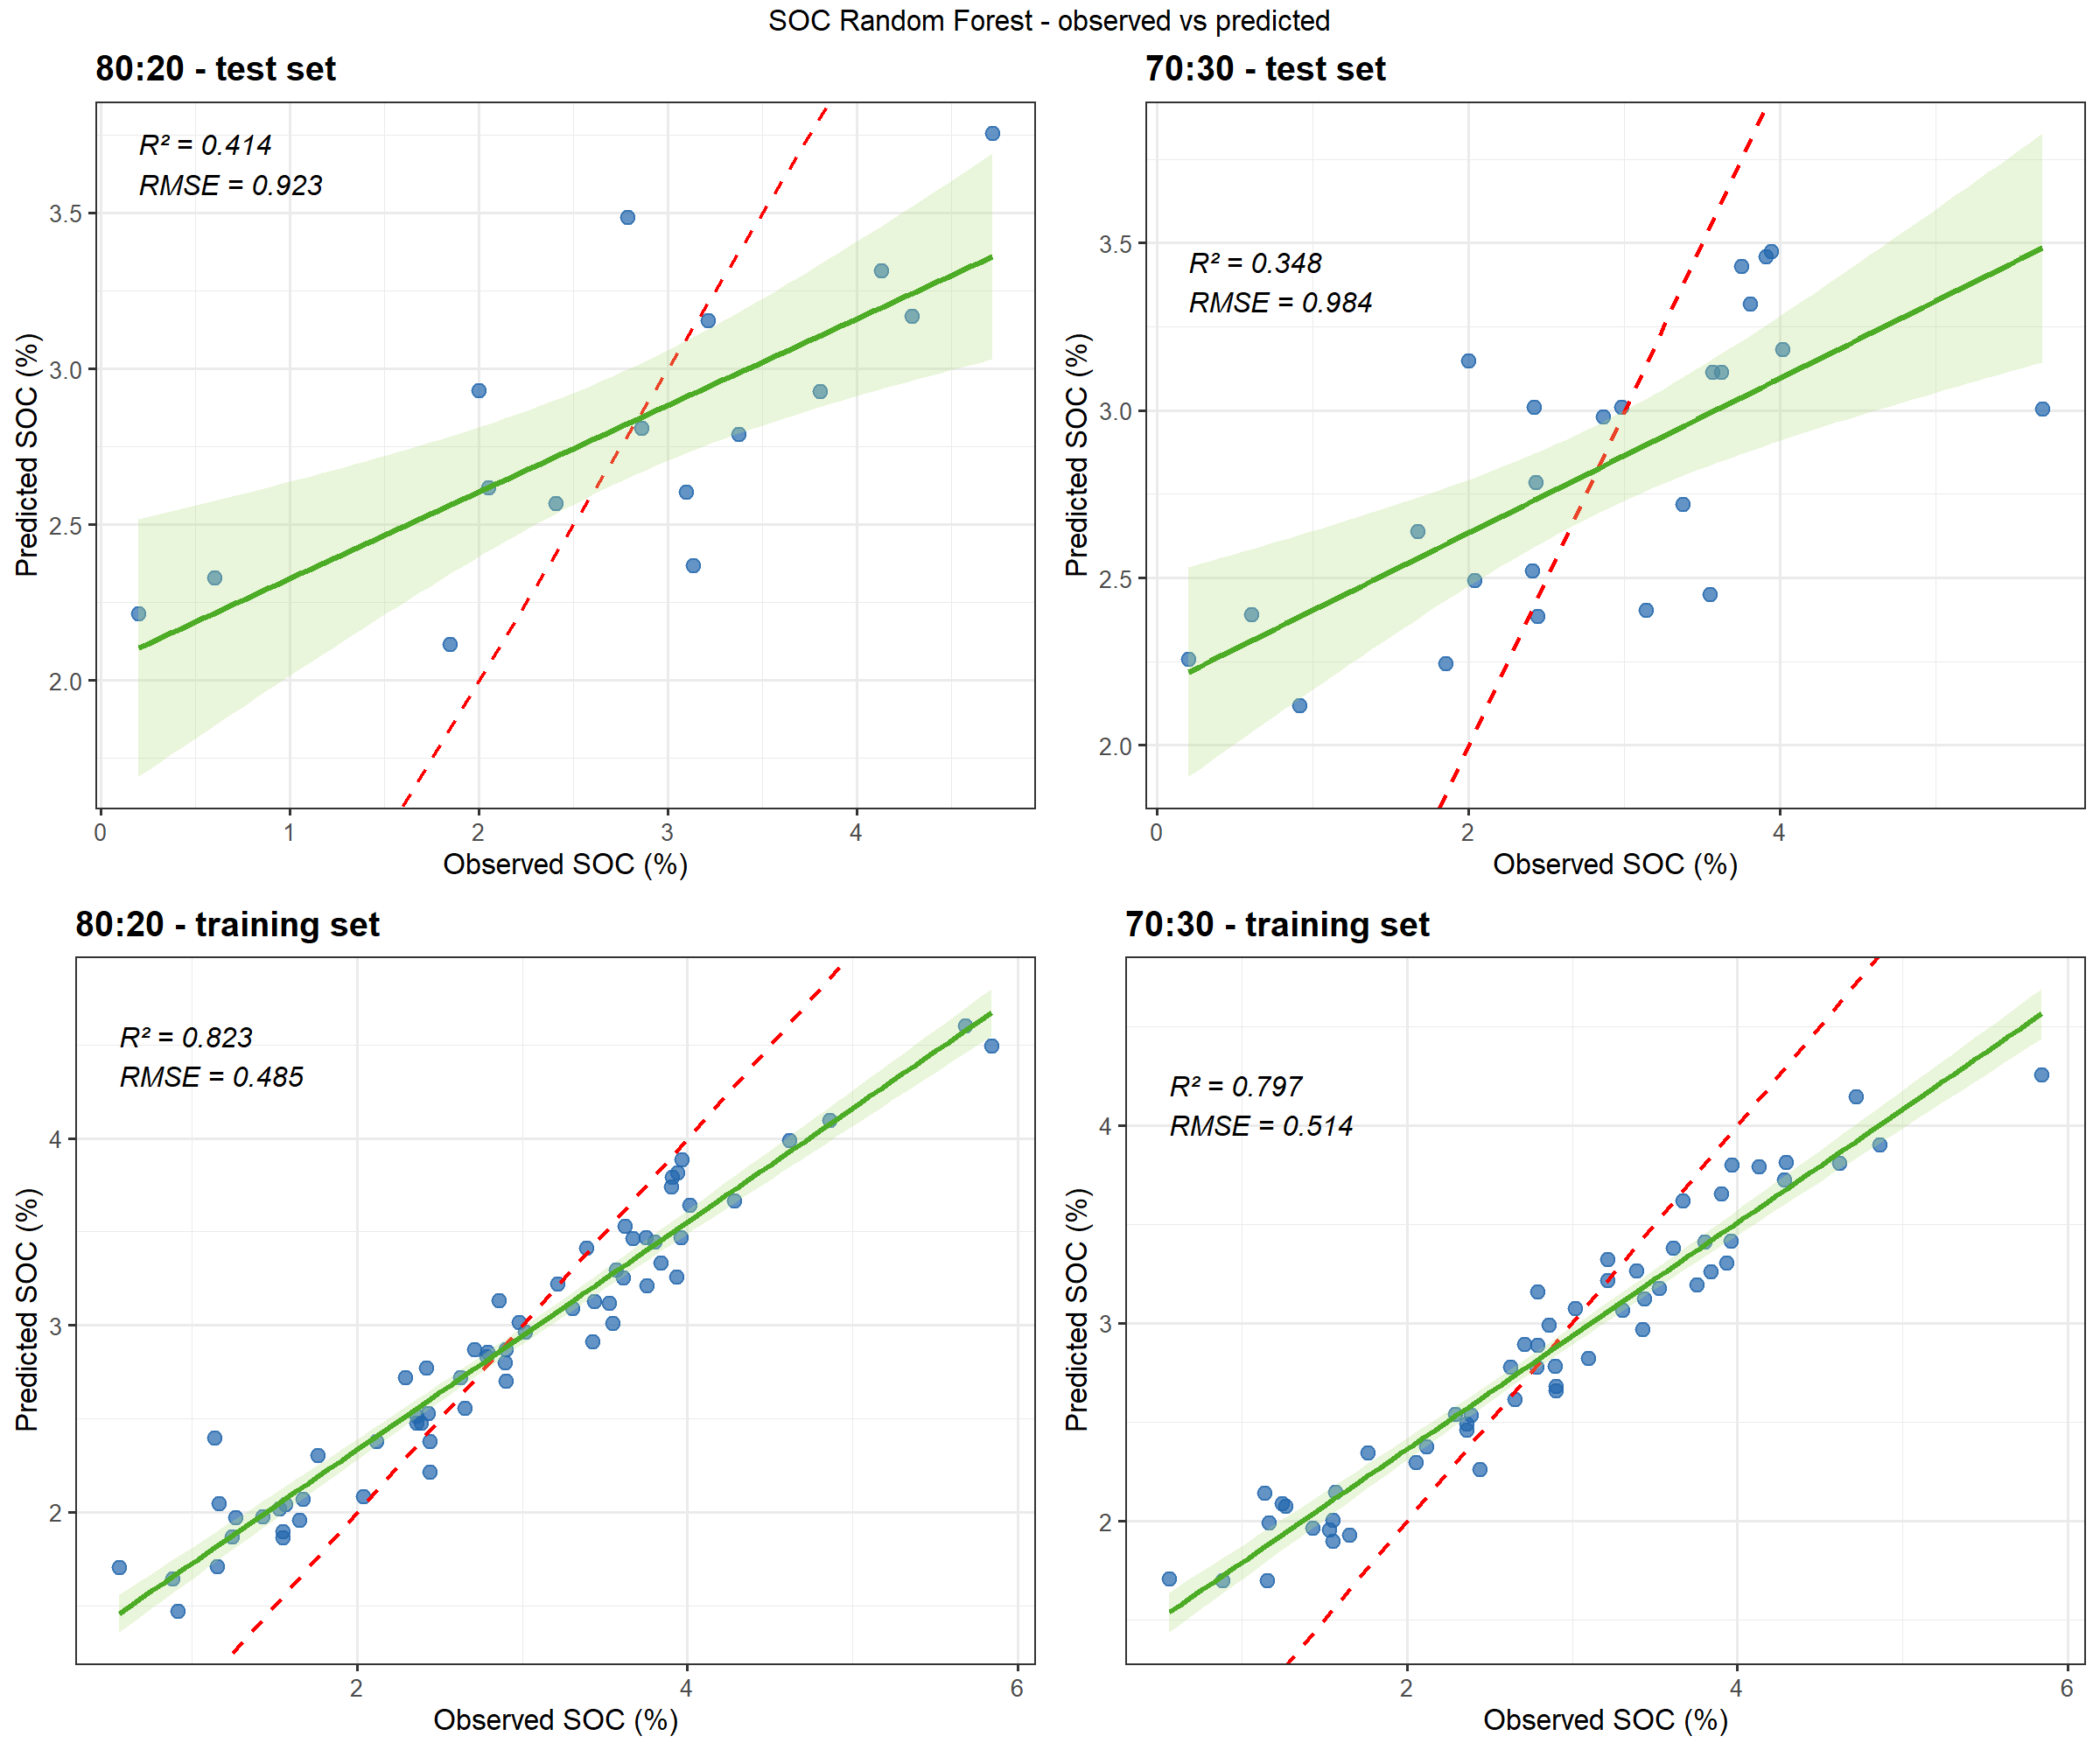 SOC Random Forest - observed vs predicted
80:20 - test set
R² = 0.414
RMSE = 0.923
3.5
3.0
2.5
2.0
Predicted SOC (%)
0 1 2 3 4
Observed SOC (%)
70:30 - test set
R² = 0.348
RMSE = 0.984
3.5
3.0
2.5
2.0
Predicted SOC (%)
0 2 4
Observed SOC (%)
80:20 - training set
R² = 0.823
RMSE = 0.485
4
3
2
Predicted SOC (%)
2 4 6
Observed SOC (%)
70:30 - training set
R² = 0.797
RMSE = 0.514
4
3
2
Predicted SOC (%)
2 4 6
Observed SOC (%)